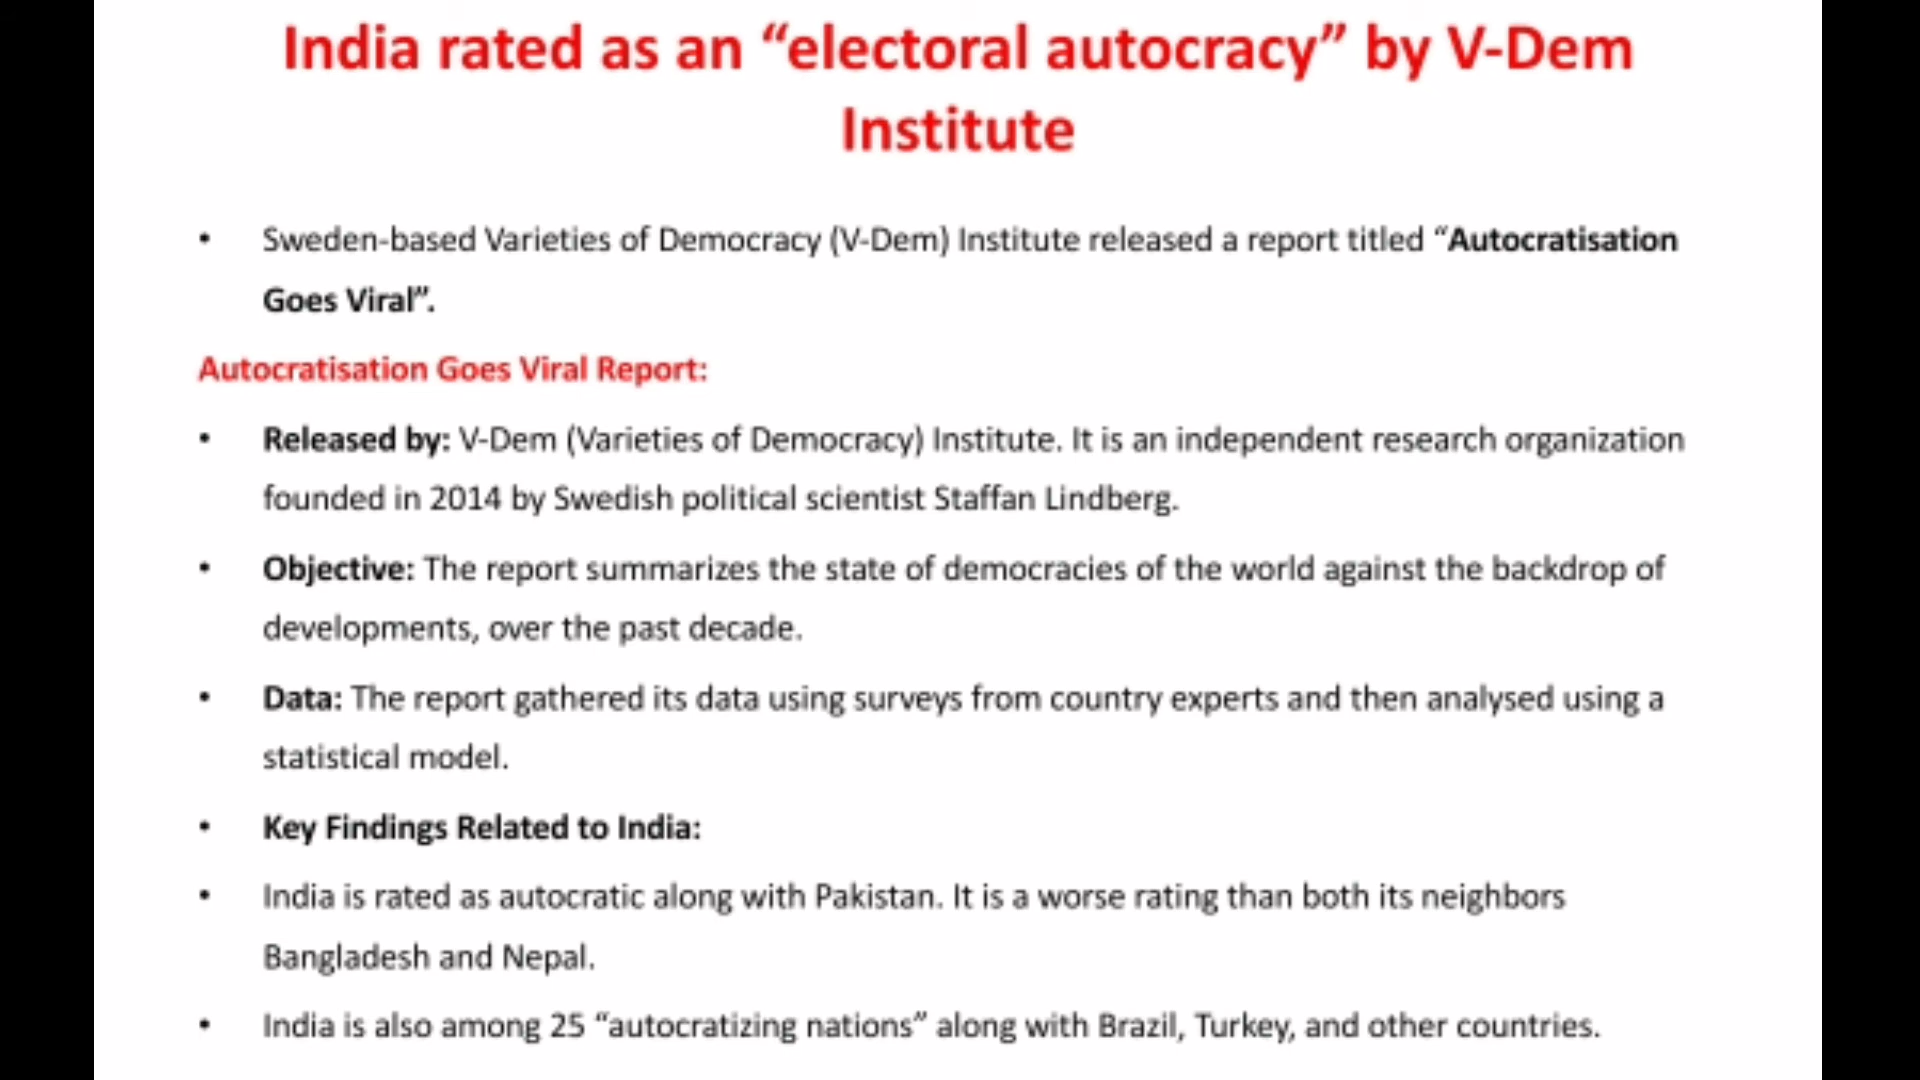 India rated as an “electoral autocracy” by V-Dem
Institute
• Sweden-based Varieties of Democracy (V-Dem) Institute released a report titled “Autocratisation
Goes Viral”.
Autocratisation Goes Viral Report:
• Released by: V-Dem (Varieties of Democracy) Institute. It is an independent research organization
founded in 2014 by Swedish political scientist Staffan Lindberg.
• Objective: The report summarizes the state of democracies of the world against the backdrop of
developments, over the past decade.
• Data: The report gathered its data using surveys from country experts and then analysed using a
statistical model.
• Key Findings Related to India:
• India is rated as autocratic along with Pakistan. It is a worse rating than both its neighbors
Bangladesh and Nepal.
• India is also among 25 “autocratizing nations” along with Brazil, Turkey, and other countries.